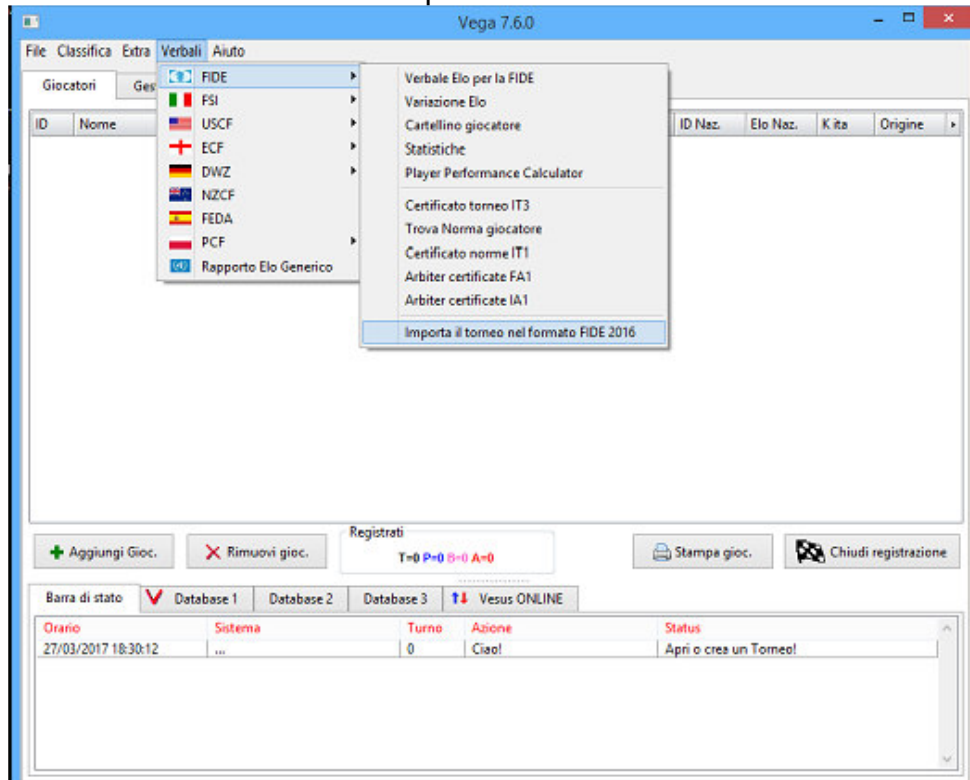 Vega 7.6.0
File Classifica Extra Verbali Aiuto
Giocatori Ges
FIDE
FSI
USCF
ECF
DWZ
NZCF
FEDA
PCF
Rapporto Elo Generico
Verbale Elo per la FIDE
Variazione Elo
Cartellino giocatore
Statistiche
Player Performance Calculator
Certificato torneo IT3
Trova Norma giocatore
Certificato norme IT1
Arbiter certificate FA1
Arbiter certificate IA1
Importa il torneo nel formato FIDE 2016
ID Nome ID Naz. Elo Naz. K ita Origine
Registrati
Aggiungi Gioc. Rimuovi gioc. T=0 P=0 B=0 A=0 Stampa gioc. Chiudi registrazione
Barra di stato Database 1 Database 2 Database 3 Vesus ONLINE
Orario Sistema Turno Azione Status
27/03/2017 18:30:12 ... 0 Ciao! Apri o crea un Torneo!